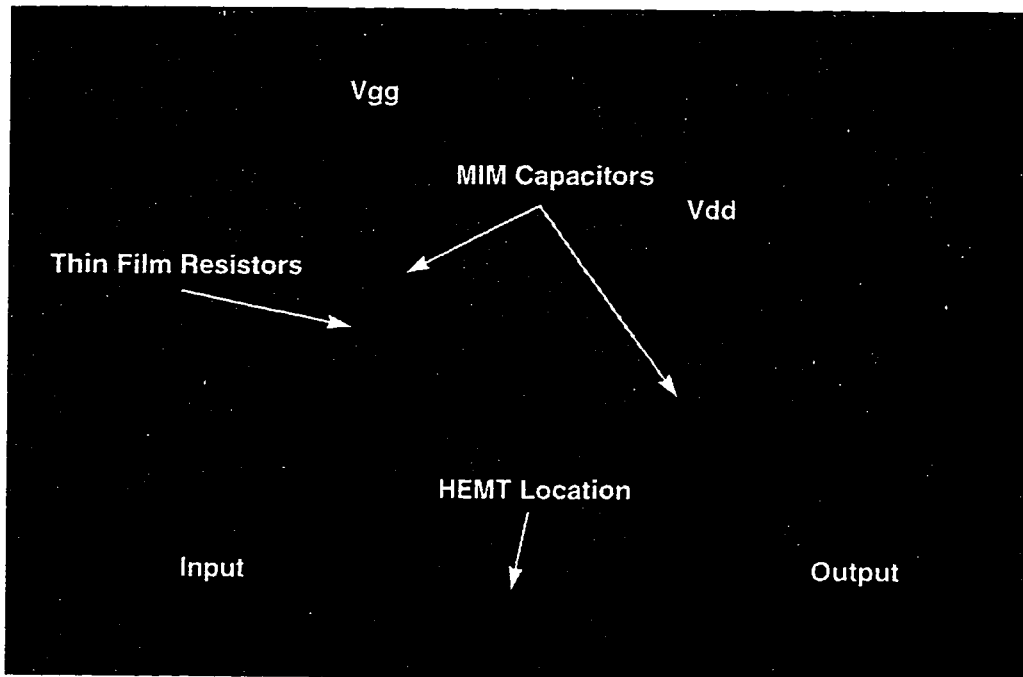 Vgg
MIM Capacitors
Vdd
Thin Film Resistors
HEMT Location
Input
Output